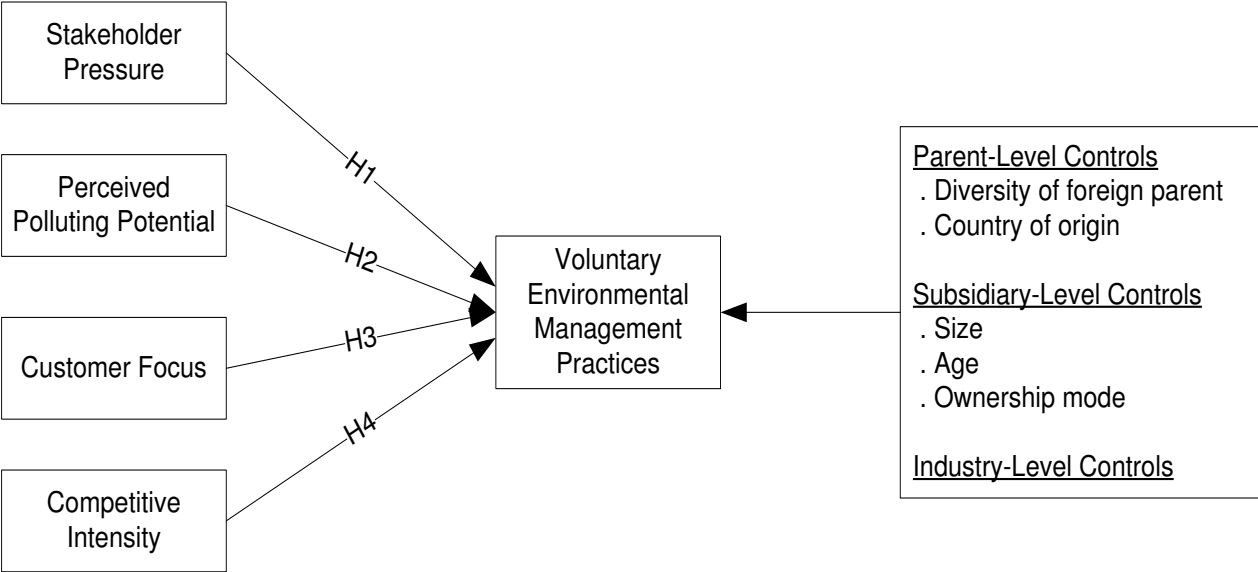 Stakeholder
Pressure
H1
Perceived
Polluting Potential
H2
Customer Focus
H3
Competitive
Intensity
H4
Voluntary
Environmental
Management
Practices
Parent-Level Controls
. Diversity of foreign parent
. Country of origin
Subsidiary-Level Controls
. Size
. Age
. Ownership mode
Industry-Level Controls